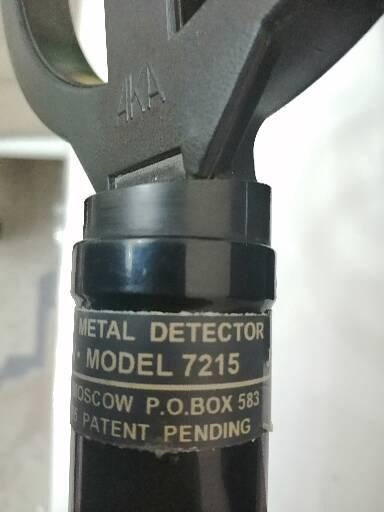 AKA
METAL DETECTOR
· MODEL 7215
MOSCOW P.O.BOX 583
PATENT PENDING